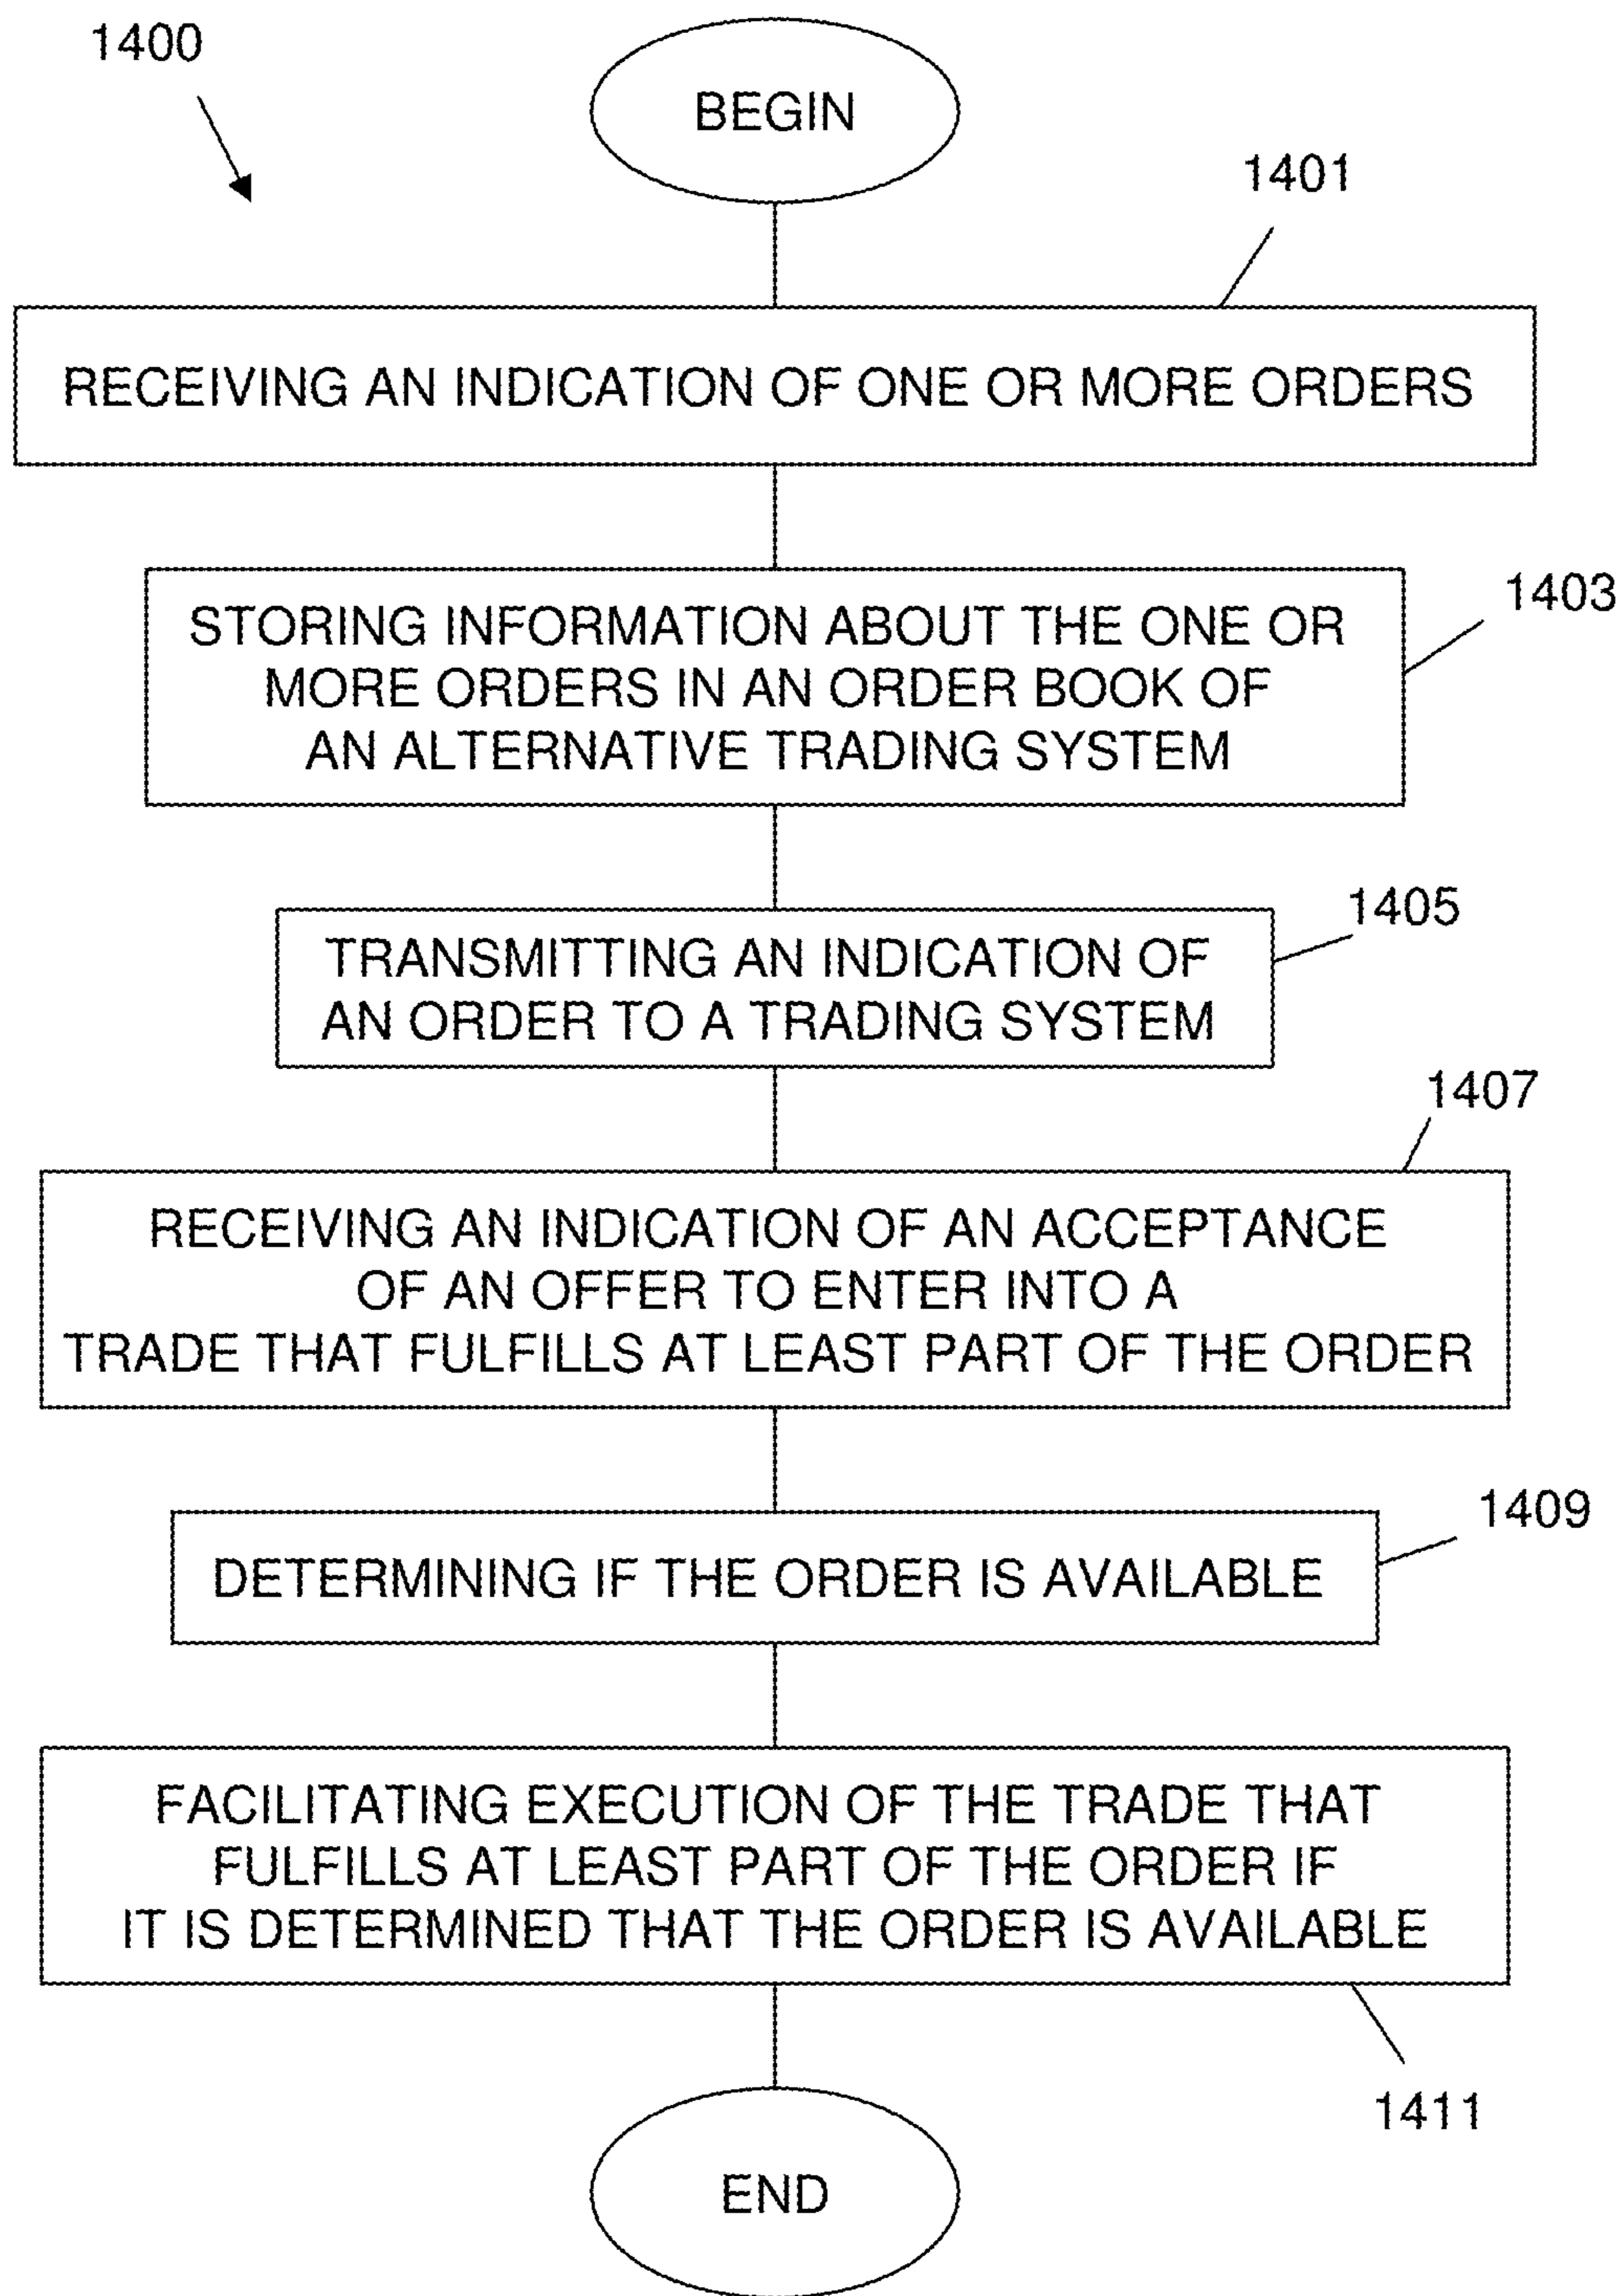 1400
BEGIN
1401
RECEIVING AN INDICATION OF ONE OR MORE ORDERS
1403
STORING INFORMATION ABOUT THE ONE OR
MORE ORDERS IN AN ORDER BOOK OF
AN ALTERNATIVE TRADING SYSTEM
1405
TRANSMITTING AN INDICATION OF
AN ORDER TO A TRADING SYSTEM
1407
RECEIVING AN INDICATION OF AN ACCEPTANCE
OF AN OFFER TO ENTER INTO A
TRADE THAT FULFILLS AT LEAST PART OF THE ORDER
1409
DETERMINING IF THE ORDER IS AVAILABLE
FACILITATING EXECUTION OF THE TRADE THAT
FULFILLS AT LEAST PART OF THE ORDER IF
IT IS DETERMINED THAT THE ORDER IS AVAILABLE
1411
END